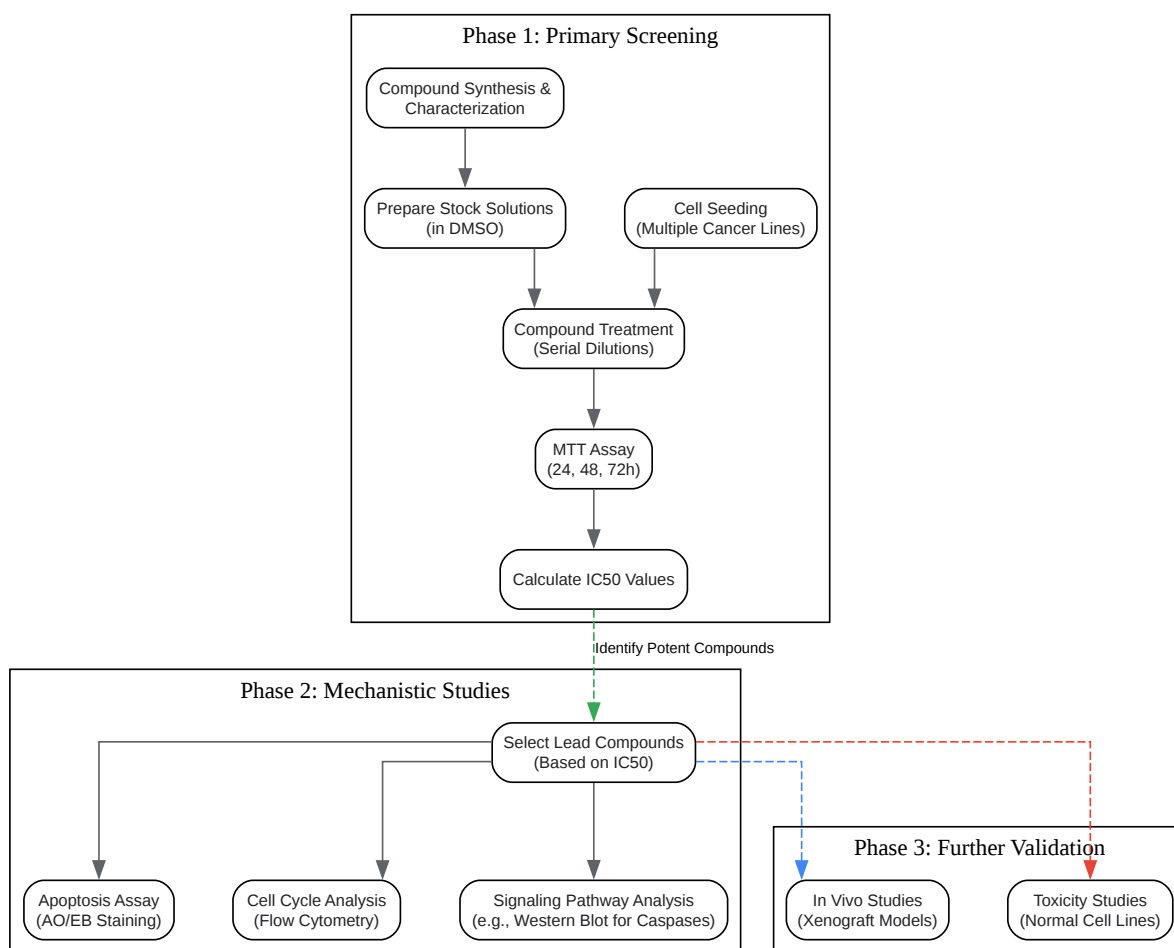 Phase 1: Primary Screening
Compound Synthesis &
Characterization
Prepare Stock Solutions
(in DMSO)
Cell Seeding
(Multiple Cancer Lines)
Compound Treatment
(Serial Dilutions)
MTT Assay
(24, 48, 72h)
Calculate IC50 Values
Identify Potent Compounds
Phase 2: Mechanistic Studies
Select Lead Compounds
(Based on IC50)
Phase 3: Further Validation
Apoptosis Assay
(AO/EB Staining)
Cell Cycle Analysis
(Flow Cytometry)
Signaling Pathway Analysis
(e.g., Western Blot for Caspases)
In Vivo Studies
(Xenograft Models)
Toxicity Studies
(Normal Cell Lines)